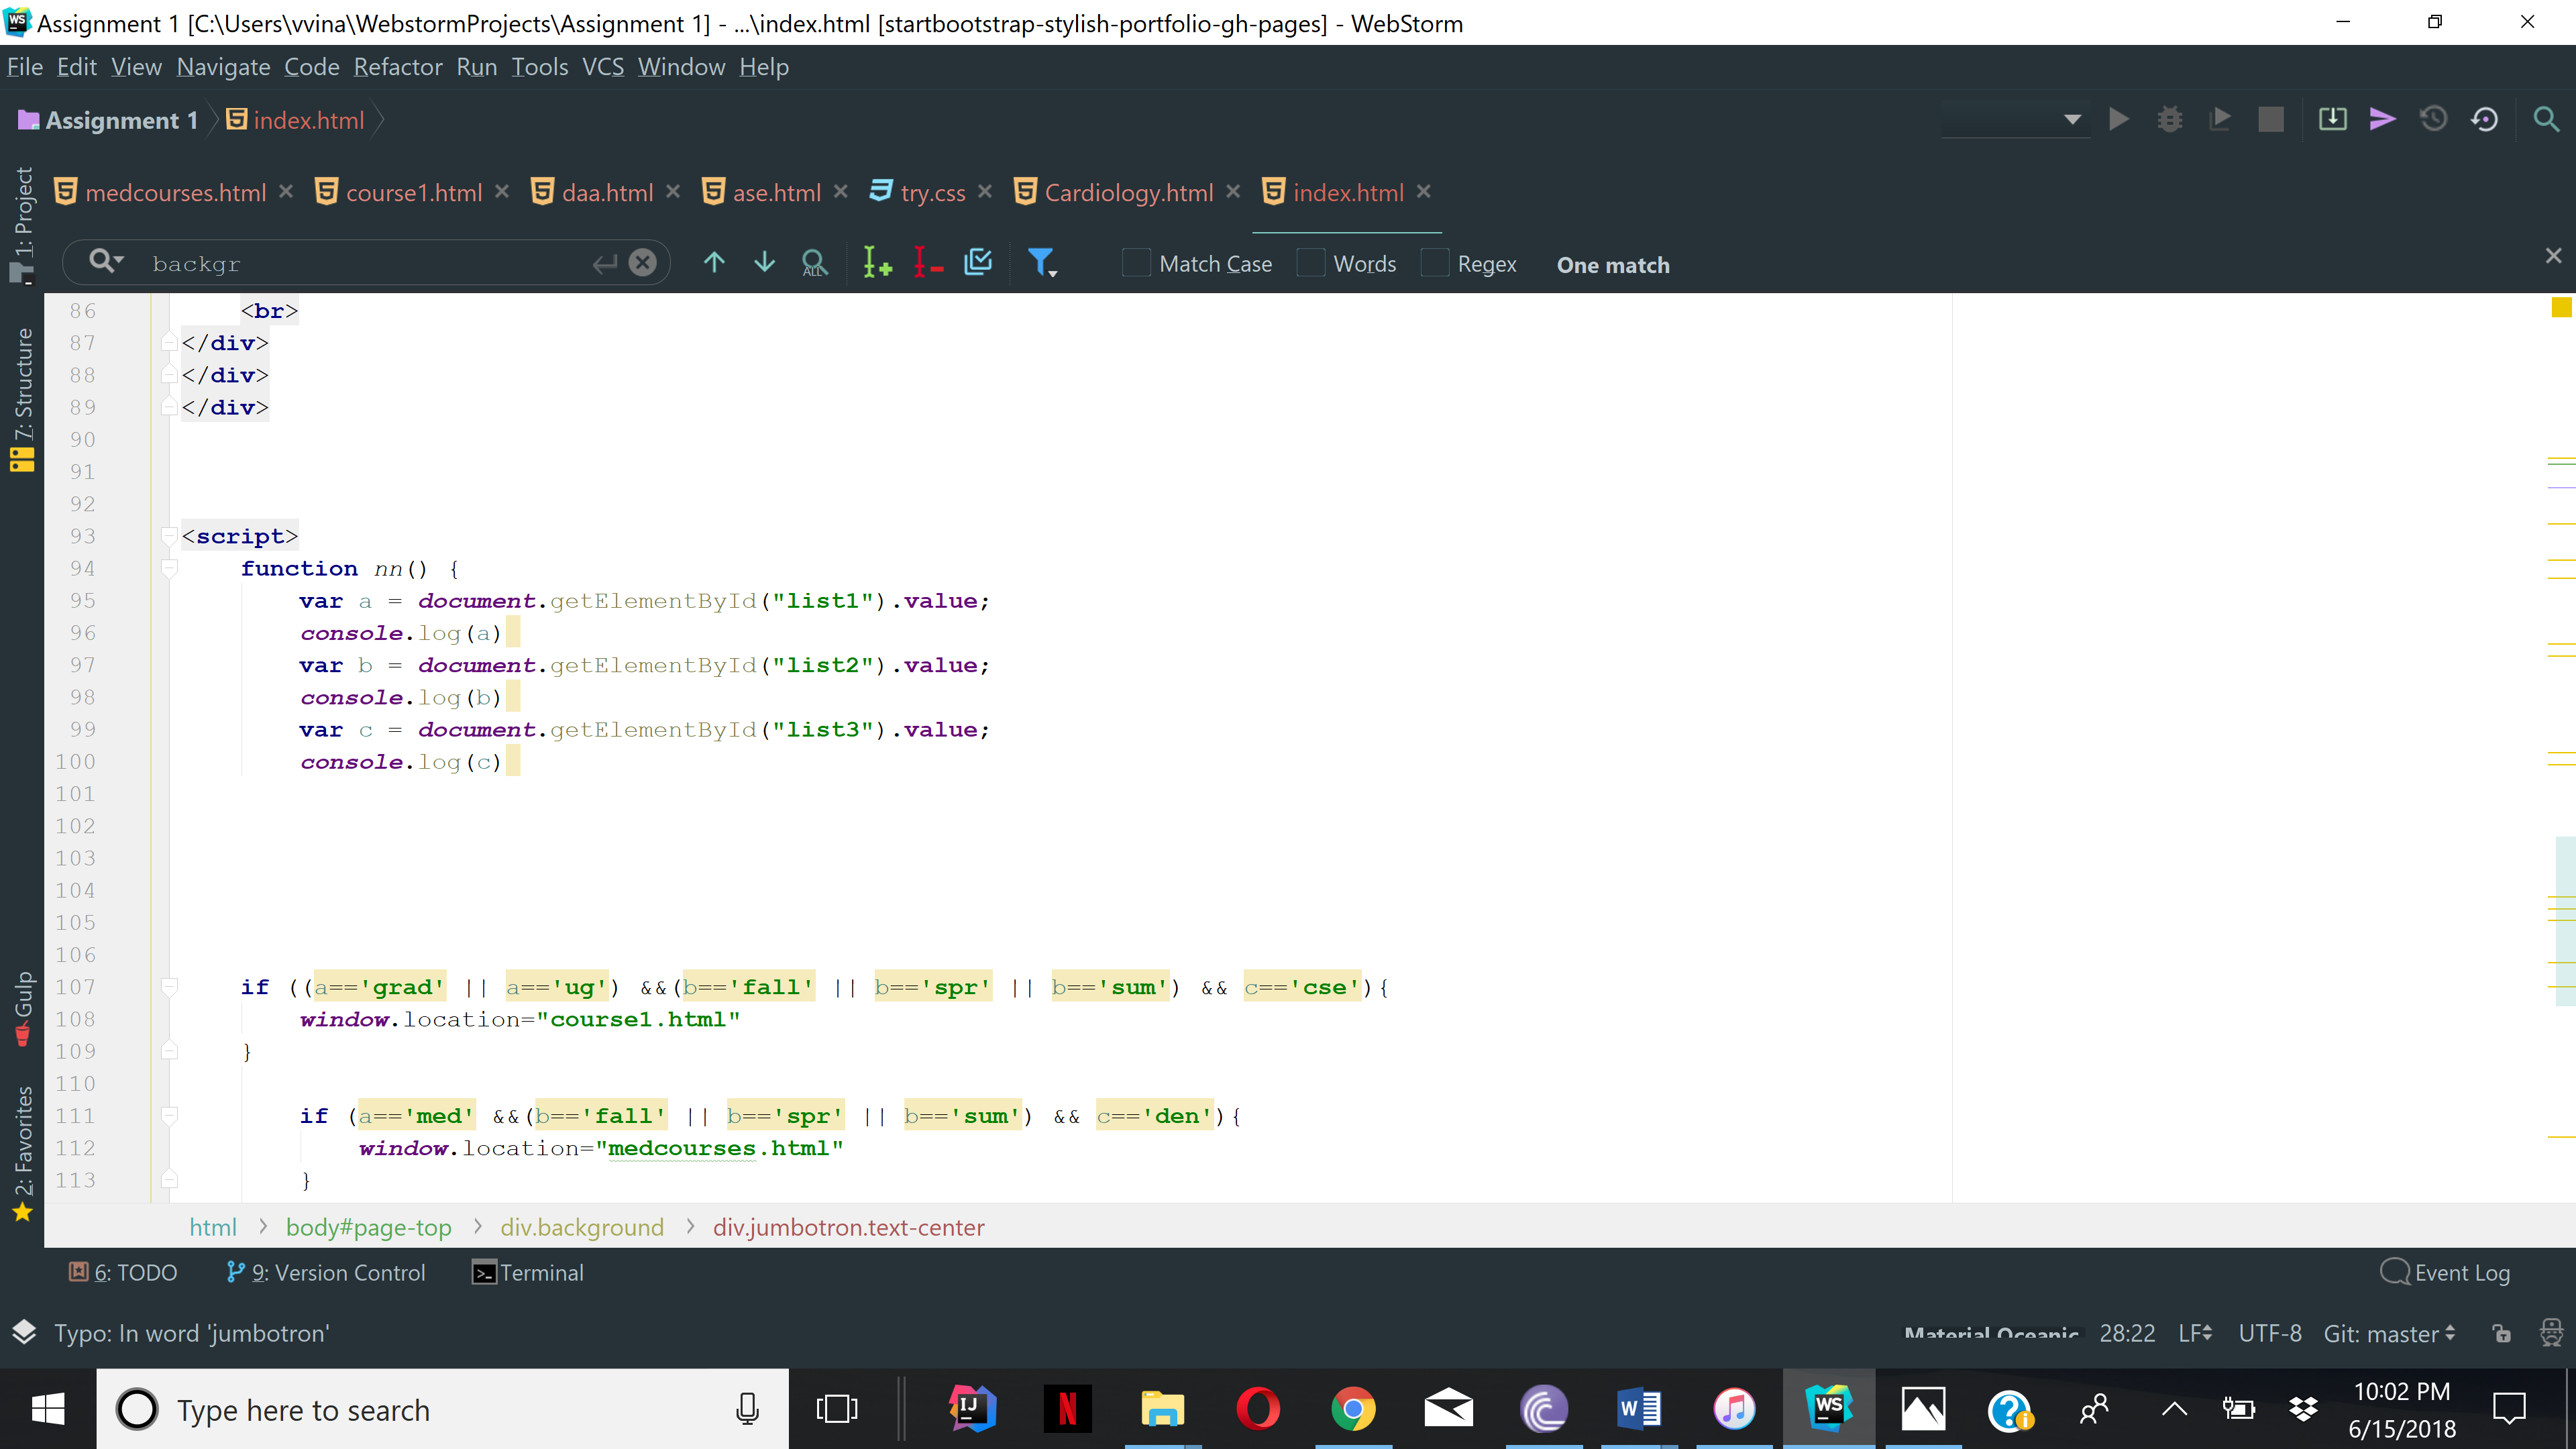 Assignment 1 [C:\Users\vvina\WebstormProjects\Assignment 1] - ...\index.html [startbootstrap-stylish-portfolio-gh-pages] - WebStorm
File Edit View Navigate Code Refactor Run Tools VCS Window Help
Assignment 1 index.html
medcourses.html course1.html daa.html ase.html try.css Cardiology.html index.html
backgr Match Case Words Regex One match
1: Project
7: Structure
Gulp
2: Favorites
86 <br>
87 </div>
88 </div>
89 </div>
90
91
92
93 <script>
94 function nn() {
95 var a = document.getElementById("list1").value;
96 console.log(a)
97 var b = document.getElementById("list2").value;
98 console.log(b)
99 var c = document.getElementById("list3").value;
100 console.log(c)
101
102
103
104
105
106
107 if ((a=='grad' || a=='ug') &&(b=='fall' || b=='spr' || b=='sum') && c=='cse'){
108 window.location="course1.html"
109 }
110
111 if (a=='med' &&(b=='fall' || b=='spr' || b=='sum') && c=='den'){
112 window.location="medcourses.html"
113 }
html body#page-top div.background div.jumbotron.text-center
6: TODO 9: Version Control Terminal Event Log
Typo: In word 'jumbotron' Material Oceanic 28:22 LF UTF-8 Git: master
Type here to search
10:02 PM
6/15/2018